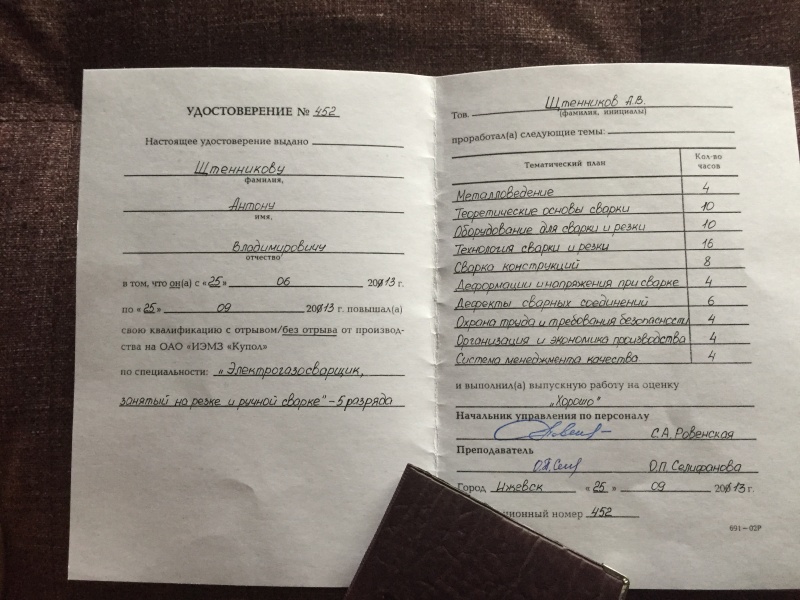 УДОСТОВЕРЕНИЕ № 452
Настоящее удостоверение выдано
Щтенникову
фамилия,
Антону
имя,
Владимировичу
отчество
в том, что он(а) с «25» 06 2013 г.
по «25» 09 2013 г. повышал(а)
свою квалификацию с отрывом/без отрыва от производ-
ства на ОАО «ИЭМЗ «Купол»
по специальности: „Электрогазосварщик,
занятый на резке и ручной сварке" – 5 разряда
Тов. Щтенников А.В.
(фамилия, инициалы)
проработал(а) следующие темы:
Тематический план Кол-во часов
Металловедение 4
Теоретические основы сварки 10
Оборудование для сварки и резки 10
Технология сварки и резки 16
Сварка конструкций 8
Деформации и напряжения при сварке 4
Дефекты сварных соединений 6
Охрана труда и требования безопасности 4
Организация и экономика производства 4
Система менеджмента качества 4
и выполнил(а) выпускную работу на оценку
„Хорошо"
Начальник управления по персоналу
С.А. Ровенская
Преподаватель
О.П. Селифанова
Город Ижевск «25» 09 2013 г.
ционный номер 452
691-02Р